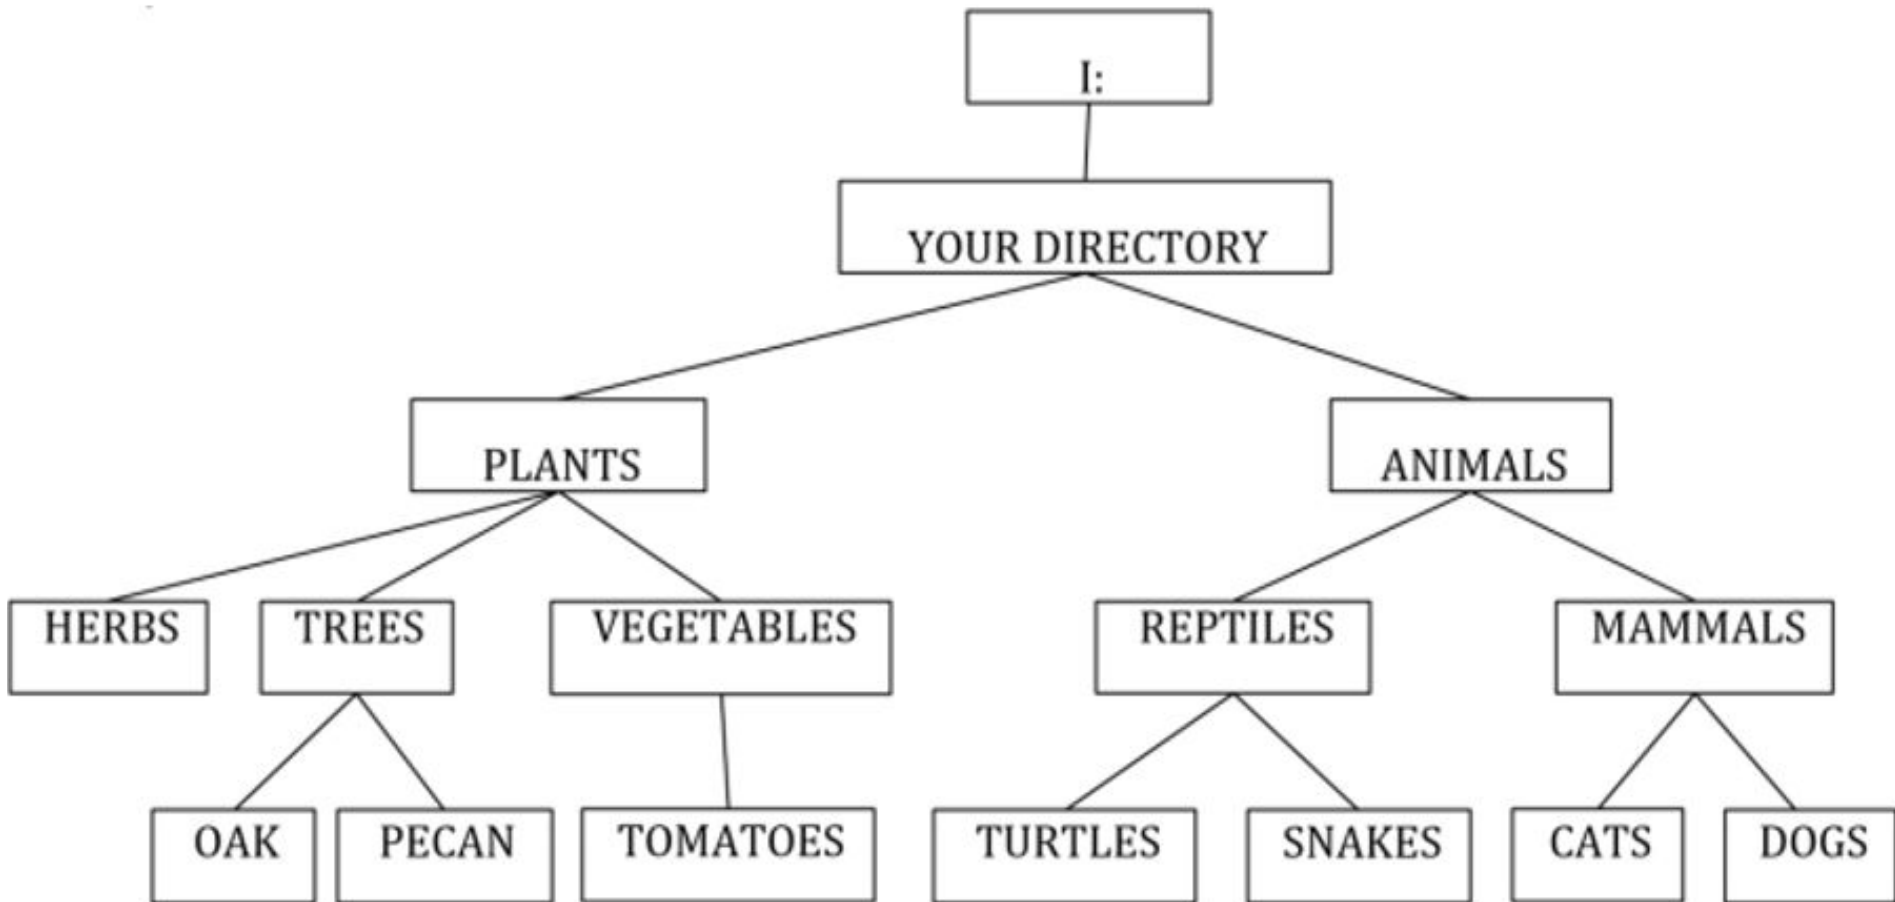 I:
YOUR DIRECTORY
PLANTS
ANIMALS
HERBS
TREES
VEGETABLES
REPTILES
MAMMALS
OAK
PECAN
TOMATOES
TURTLES
SNAKES
CATS
DOGS